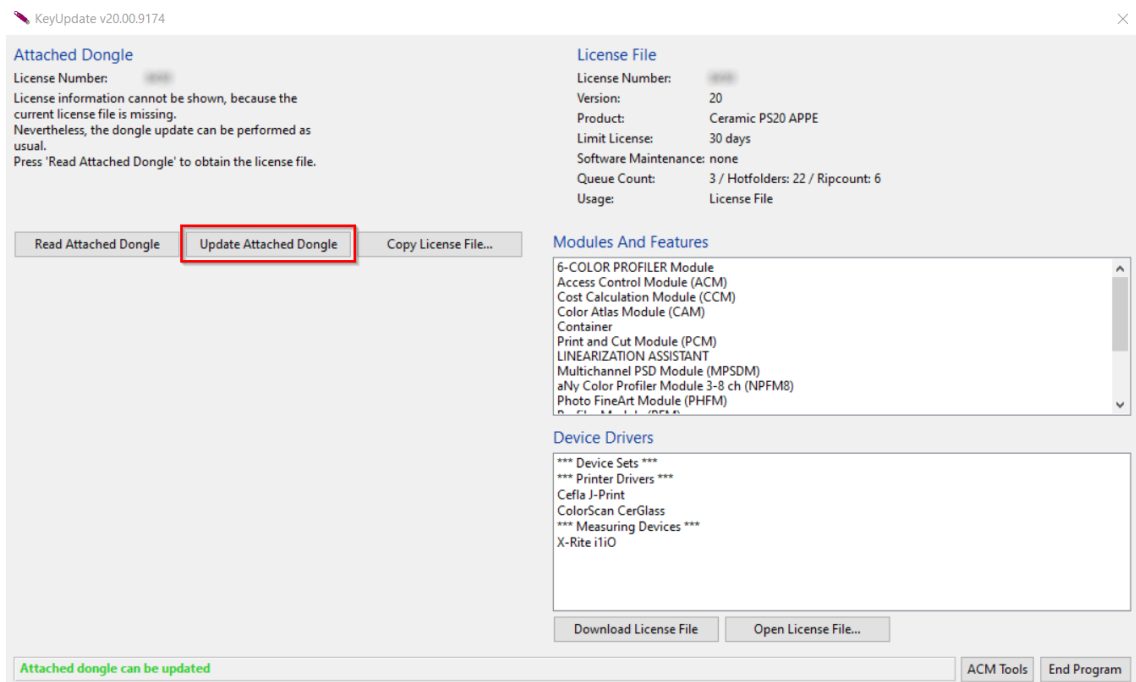 KeyUpdate v20.00.9174
Attached Dongle
License Number:
License information cannot be shown, because the
current license file is missing.
Nevertheless, the dongle update can be performed as
usual.
Press 'Read Attached Dongle' to obtain the license file.
Read Attached Dongle
Update Attached Dongle
Copy License File...
License File
License Number:
Version: 20
Product: Ceramic PS20 APPE
Limit License: 30 days
Software Maintenance: none
Queue Count: 3 / Hotfolders: 22 / Ripcount: 6
Usage: License File
Modules And Features
6-COLOR PROFILER Module
Access Control Module (ACM)
Cost Calculation Module (CCM)
Color Atlas Module (CAM)
Container
Print and Cut Module (PCM)
LINEARIZATION ASSISTANT
Multichannel PSD Module (MPSDM)
aNy Color Profiler Module 3-8 ch (NPFM8)
Photo FineArt Module (PHFM)
Device Drivers
*** Device Sets ***
*** Printer Drivers ***
Cefla J-Print
ColorScan CerGlass
*** Measuring Devices ***
X-Rite i1iO
Download License File
Open License File...
Attached dongle can be updated
ACM Tools
End Program